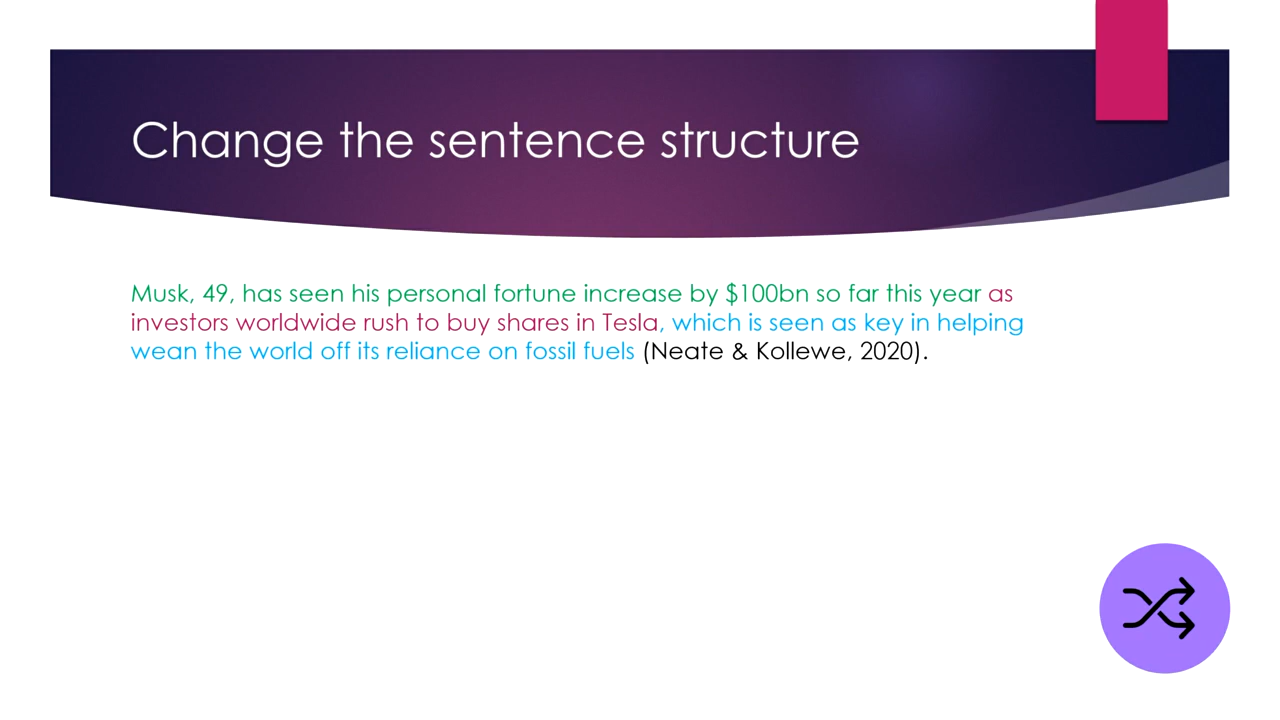 Change the sentence structure
Musk, 49, has seen his personal fortune increase by $100bn so far this year as
investors worldwide rush to buy shares in Tesla, which is seen as key in helping
wean the world off its reliance on fossil fuels (Neate & Kollewe, 2020).